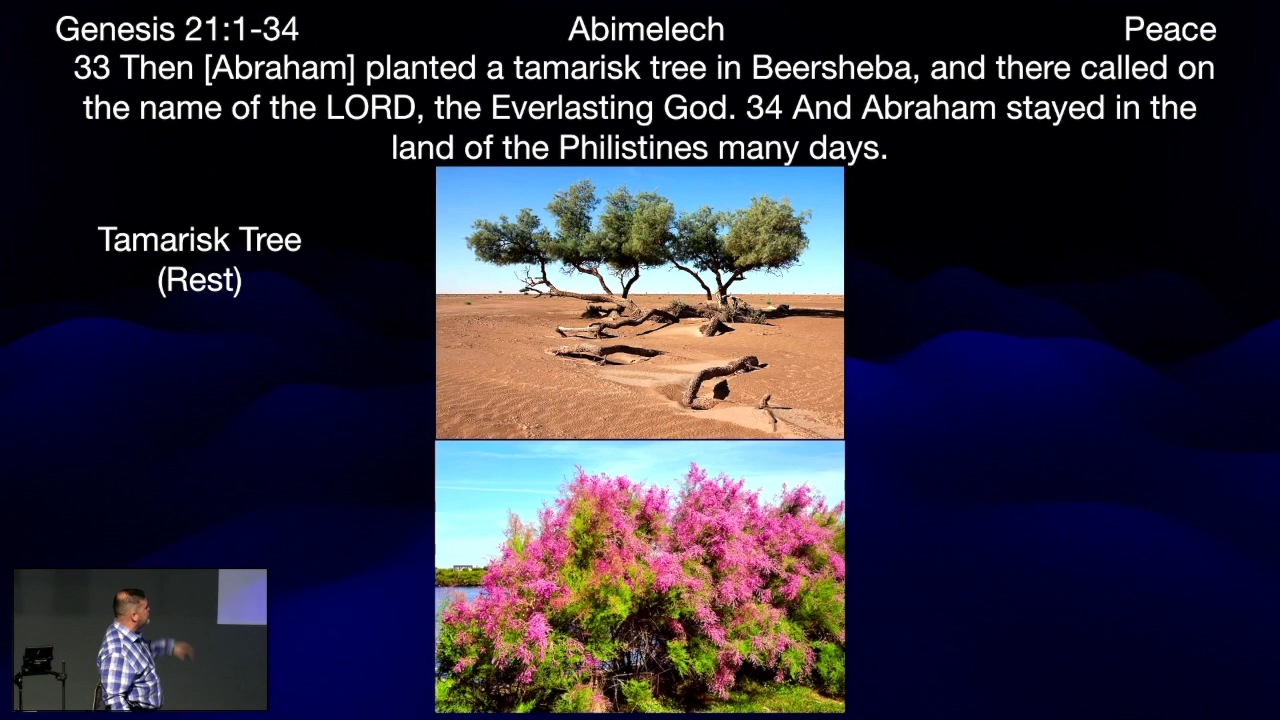 Genesis 21:1-34 Abimelech Peace
33 Then [Abraham] planted a tamarisk tree in Beersheba, and there called on
the name of the LORD, the Everlasting God. 34 And Abraham stayed in the
land of the Philistines many days.
Tamarisk Tree
(Rest)